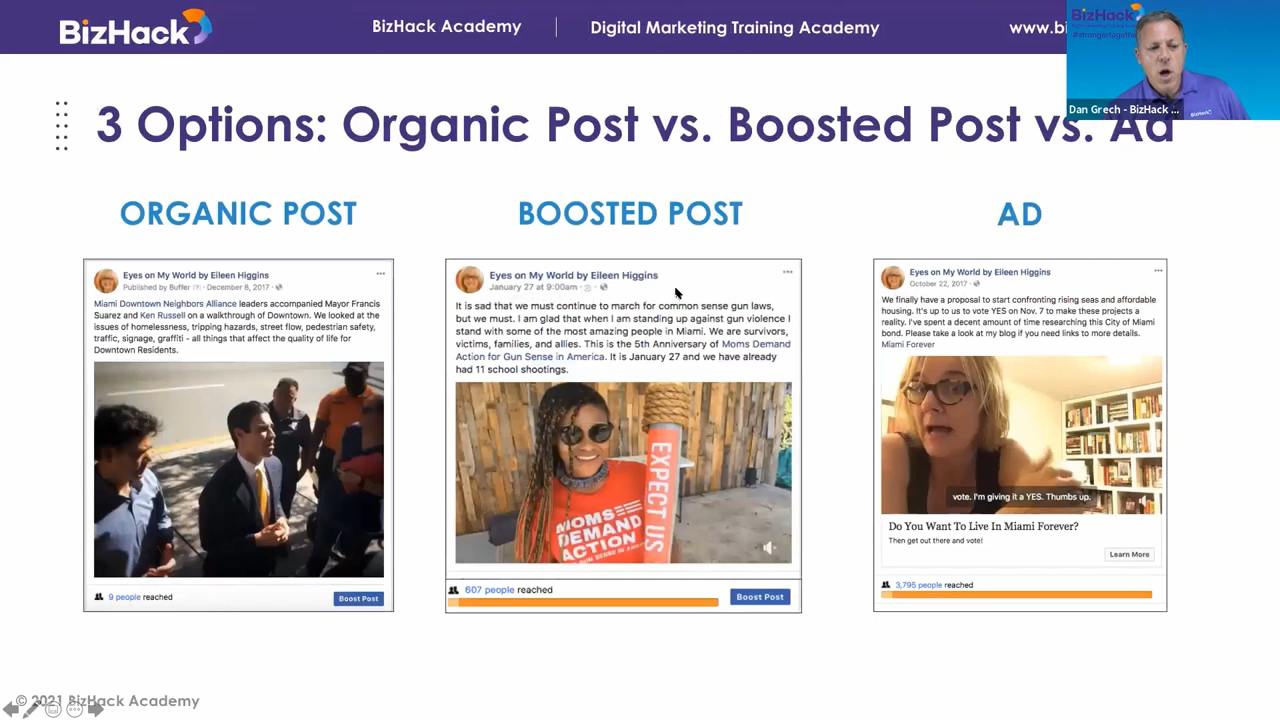 BizHack
BizHack Academy
Digital Marketing Training Academy
www.bi
BizHack
#strongertogether
Dan Grech - BizHack ...
BizHack
3 Options: Organic Post vs. Boosted Post vs. Ad
ORGANIC POST
Eyes on My World by Eileen Higgins
Published by Buffer [?] · December 8, 2017 ·
Miami Downtown Neighbors Alliance leaders accompanied Mayor Francis
Suarez and Ken Russell on a walkthrough of Downtown. We looked at the
issues of homelessness, tripping hazards, street flow, pedestrian safety,
traffic, signage, graffiti - all things that affect the quality of life for
Downtown Residents.
9 people reached
Boost Post
BOOSTED POST
Eyes on My World by Eileen Higgins
January 27 at 9:00am ·
It is sad that we must continue to march for common sense gun laws,
but we must. I am glad that when I am standing up against gun violence I
stand with some of the most amazing people in Miami. We are survivors,
victims, families, and allies. This is the 5th Anniversary of Moms Demand
Action for Gun Sense in America. It is January 27 and we have already
had 11 school shootings.
EXPECT US
MOMS
DEMAND
ACTION
607 people reached
Boost Post
AD
Eyes on My World by Eileen Higgins
October 22, 2017 ·
We finally have a proposal to start confronting rising seas and affordable
housing. It's up to us to vote YES on Nov. 7 to make these projects a
reality. I've spent a decent amount of time researching this City of Miami
bond. Please take a look at my blog if you need links to more details.
Miami Forever
vote. I'm giving it a YES. Thumbs up.
Do You Want To Live In Miami Forever?
Then get out there and vote!
Learn More
3,795 people reached
© 2021 BizHack Academy